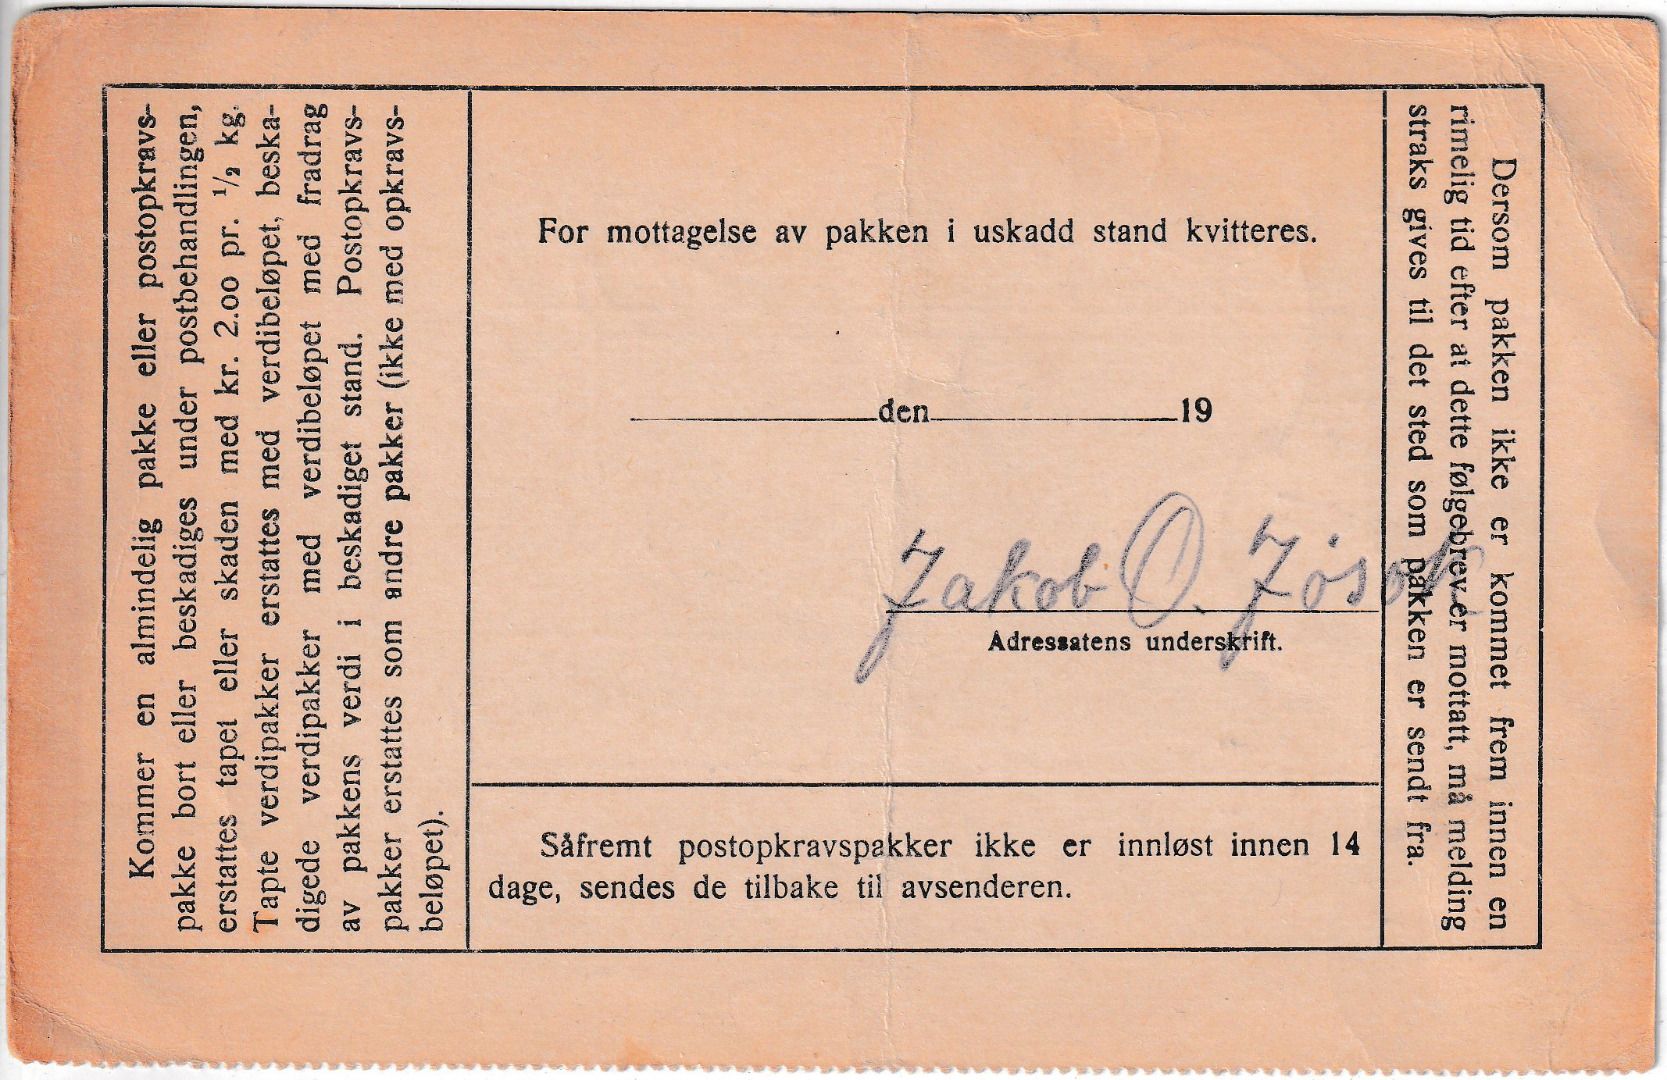 Kommer en almindelig pakke eller postopkravs-
pakke bort eller beskadiges under postbehandlingen,
erstattes tapet eller skaden med kr. 2.00 pr. ½ kg.
Tapte verdipakker erstattes med verdibeløpet, beska-
digede verdipakker med verdibeløpet med fradrag
av pakkens verdi i beskadiget stand. Postopkravs-
pakker erstattes som andre pakker (ikke med opkravs-
beløpet).
For mottagelse av pakken i uskadd stand kvitteres.
den 19
Jakob O. Jøsok
Adressatens underskrift.
Såfremt postopkravspakker ikke er innløst innen 14
dage, sendes de tilbake til avsenderen.
Dersom pakken ikke er kommet frem innen en
rimelig tid efter at dette følgebrev er mottatt, må melding
straks gives til det sted som pakken er sendt fra.